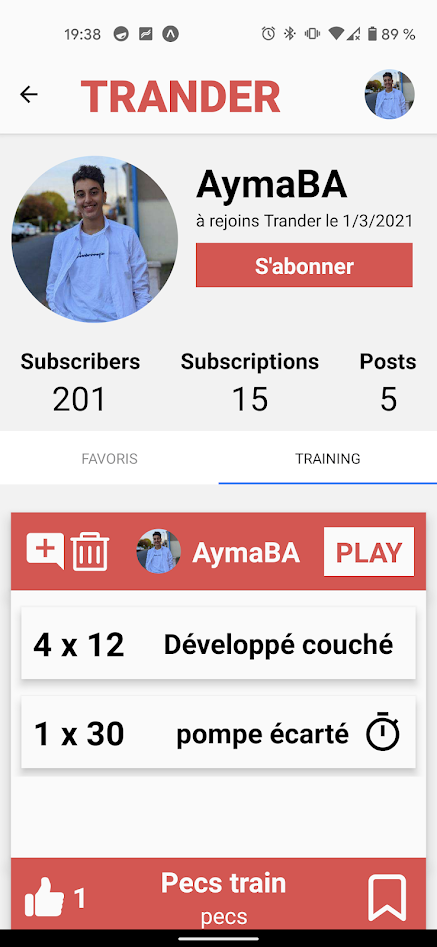 19:38
89 %
TRANDER
AymaBA
à rejoins Trander le 1/3/2021
S'abonner
Subscribers
Subscriptions
Posts
201
15
5
FAVORIS
TRAINING
AymaBA
PLAY
4 x 12
Développé couché
1 x 30
pompe écarté
1
Pecs train
pecs